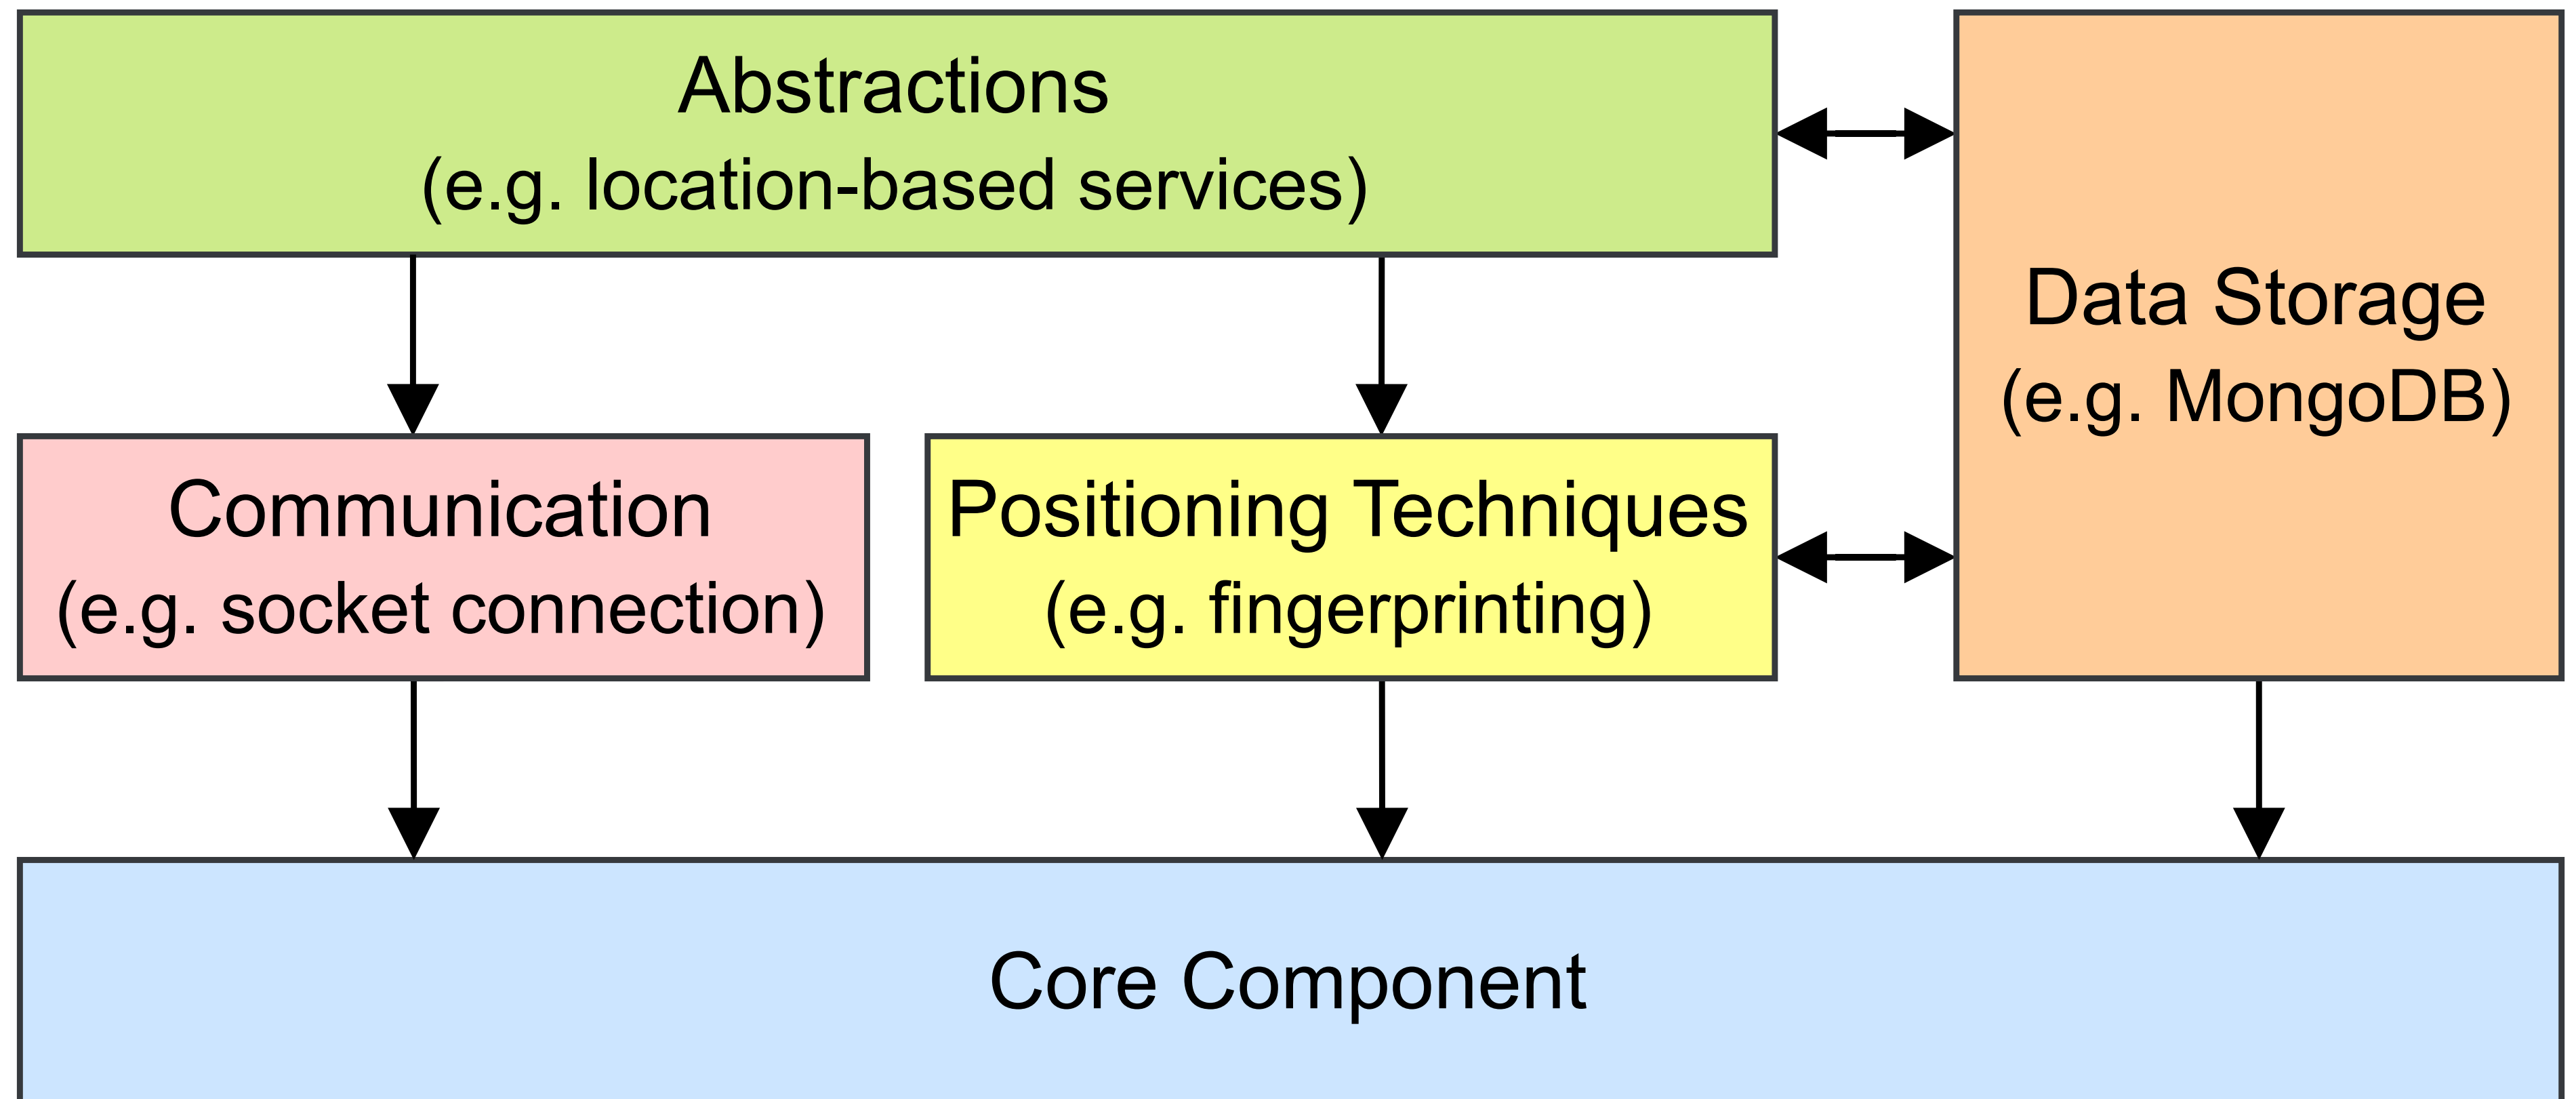 Abstractions
(e.g. location-based services)
Data Storage
(e.g. MongoDB)
Communication
(e.g. socket connection)
Positioning Techniques
(e.g. fingerprinting)
Core Component